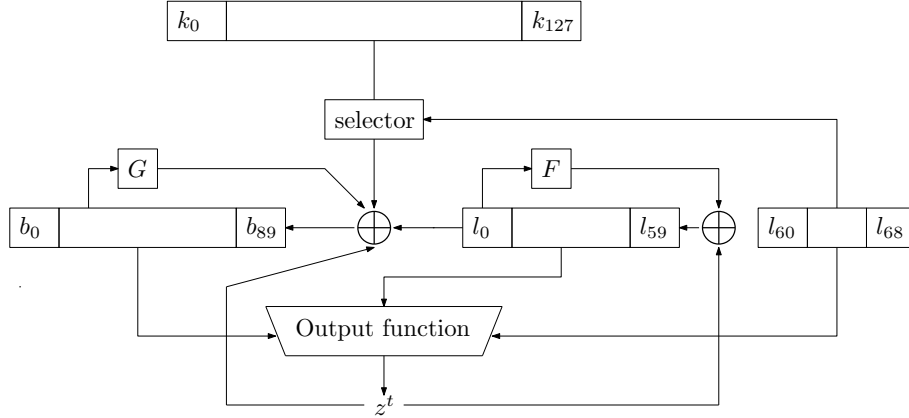 k₀ k₁₂₇
selector
G F
b₀ b₈₉ l₀ l₅₉ l₆₀ l₆₈
Output function
zᵗ